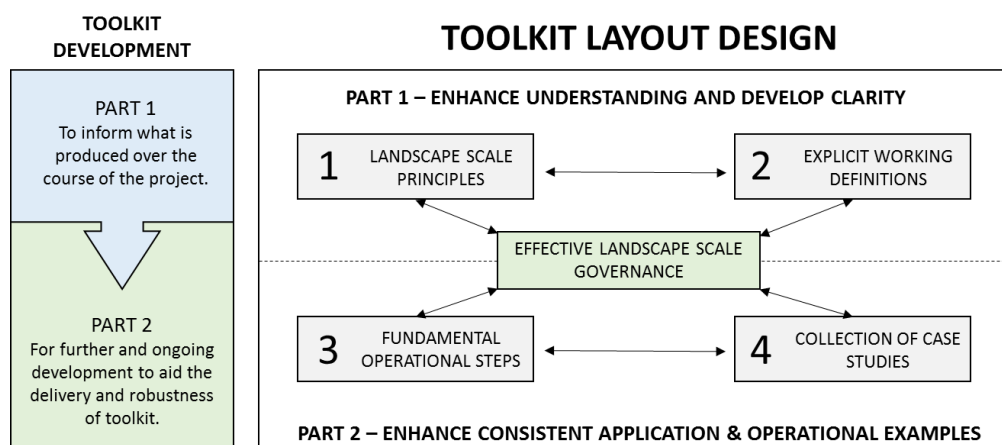 TOOLKIT
DEVELOPMENT
PART 1
To inform what is
produced over the
course of the project.
PART 2
For further and ongoing
development to aid the
delivery and robustness
of toolkit.
TOOLKIT LAYOUT DESIGN
PART 1 – ENHANCE UNDERSTANDING AND DEVELOP CLARITY
1
LANDSCAPE SCALE
PRINCIPLES
2
EXPLICIT WORKING
DEFINITIONS
EFFECTIVE LANDSCAPE SCALE
GOVERNANCE
3
FUNDAMENTAL
OPERATIONAL STEPS
4
COLLECTION OF CASE
STUDIES
PART 2 – ENHANCE CONSISTENT APPLICATION & OPERATIONAL EXAMPLES